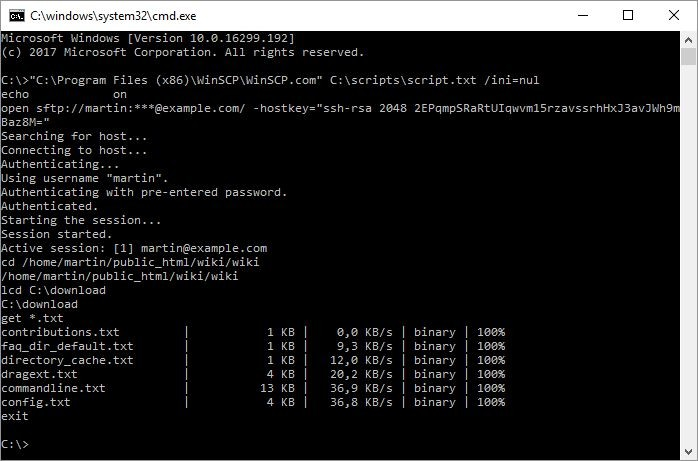 C:\windows\system32\cmd.exe
Microsoft Windows [Version 10.0.16299.192]
(c) 2017 Microsoft Corporation. All rights reserved.
C:\>"C:\Program Files (x86)\WinSCP\WinSCP.com" C:\scripts\script.txt /ini=nul
echo            on
open sftp://martin:***@example.com/ -hostkey="ssh-rsa 2048 2EPqmpSRaRtUIqwvm15rzavssrhHxJ3avJWh9m
Baz8M="
Searching for host...
Connecting to host...
Authenticating...
Using username "martin".
Authenticating with pre-entered password.
Authenticated.
Starting the session...
Session started.
Active session: [1] martin@example.com
cd /home/martin/public_html/wiki/wiki
/home/martin/public_html/wiki/wiki
lcd C:\download
C:\download
get *.txt
contributions.txt         |           1 KB |    0,0 KB/s | binary | 100%
faq_dir_default.txt       |           1 KB |    9,3 KB/s | binary | 100%
directory_cache.txt       |           1 KB |   12,0 KB/s | binary | 100%
dragext.txt               |           4 KB |   20,2 KB/s | binary | 100%
commandline.txt           |          13 KB |   36,9 KB/s | binary | 100%
config.txt                |           4 KB |   36,8 KB/s | binary | 100%
exit
C:\>